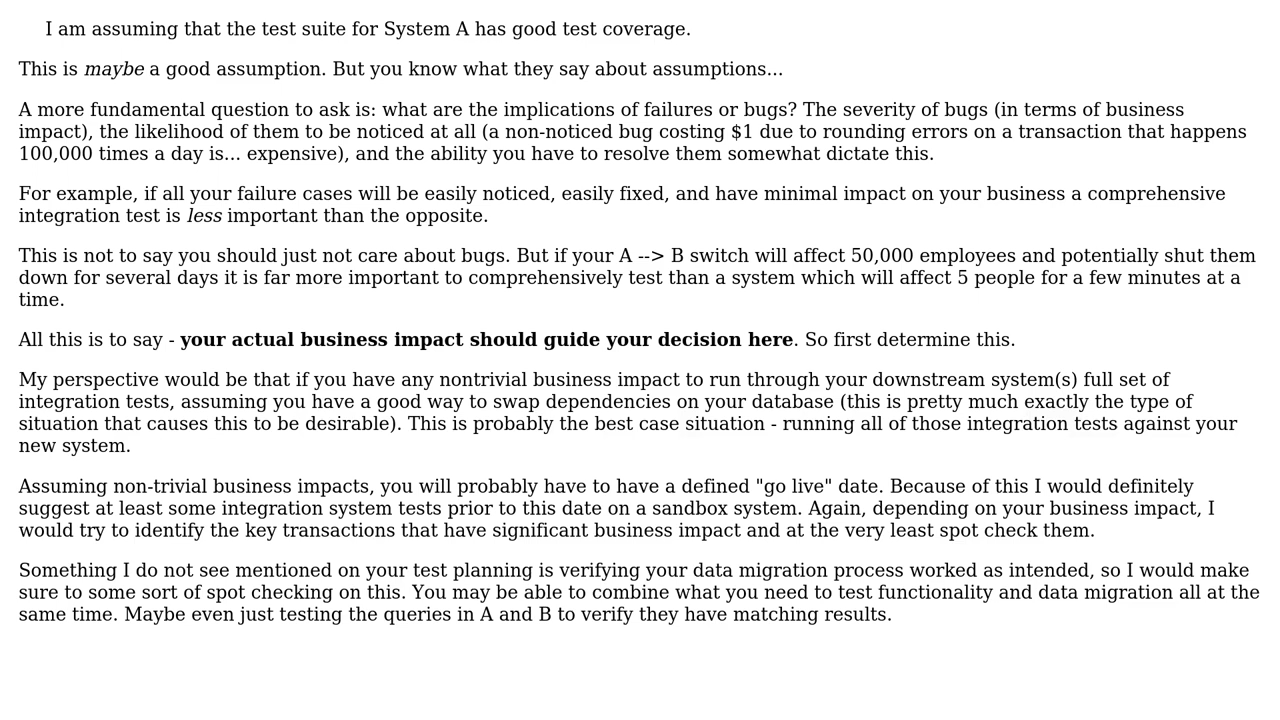 I am assuming that the test suite for System A has good test coverage.
This is maybe a good assumption. But you know what they say about assumptions...
A more fundamental question to ask is: what are the implications of failures or bugs? The severity of bugs (in terms of business
impact), the likelihood of them to be noticed at all (a non-noticed bug costing $1 due to rounding errors on a transaction that happens
100,000 times a day is... expensive), and the ability you have to resolve them somewhat dictate this.
For example, if all your failure cases will be easily noticed, easily fixed, and have minimal impact on your business a comprehensive
integration test is less important than the opposite.
This is not to say you should just not care about bugs. But if your A --> B switch will affect 50,000 employees and potentially shut them
down for several days it is far more important to comprehensively test than a system which will affect 5 people for a few minutes at a
time.
All this is to say - your actual business impact should guide your decision here. So first determine this.
My perspective would be that if you have any nontrivial business impact to run through your downstream system(s) full set of
integration tests, assuming you have a good way to swap dependencies on your database (this is pretty much exactly the type of
situation that causes this to be desirable). This is probably the best case situation - running all of those integration tests against your
new system.
Assuming non-trivial business impacts, you will probably have to have a defined "go live" date. Because of this I would definitely
suggest at least some integration system tests prior to this date on a sandbox system. Again, depending on your business impact, I
would try to identify the key transactions that have significant business impact and at the very least spot check them.
Something I do not see mentioned on your test planning is verifying your data migration process worked as intended, so I would make
sure to some sort of spot checking on this. You may be able to combine what you need to test functionality and data migration all at the
same time. Maybe even just testing the queries in A and B to verify they have matching results.